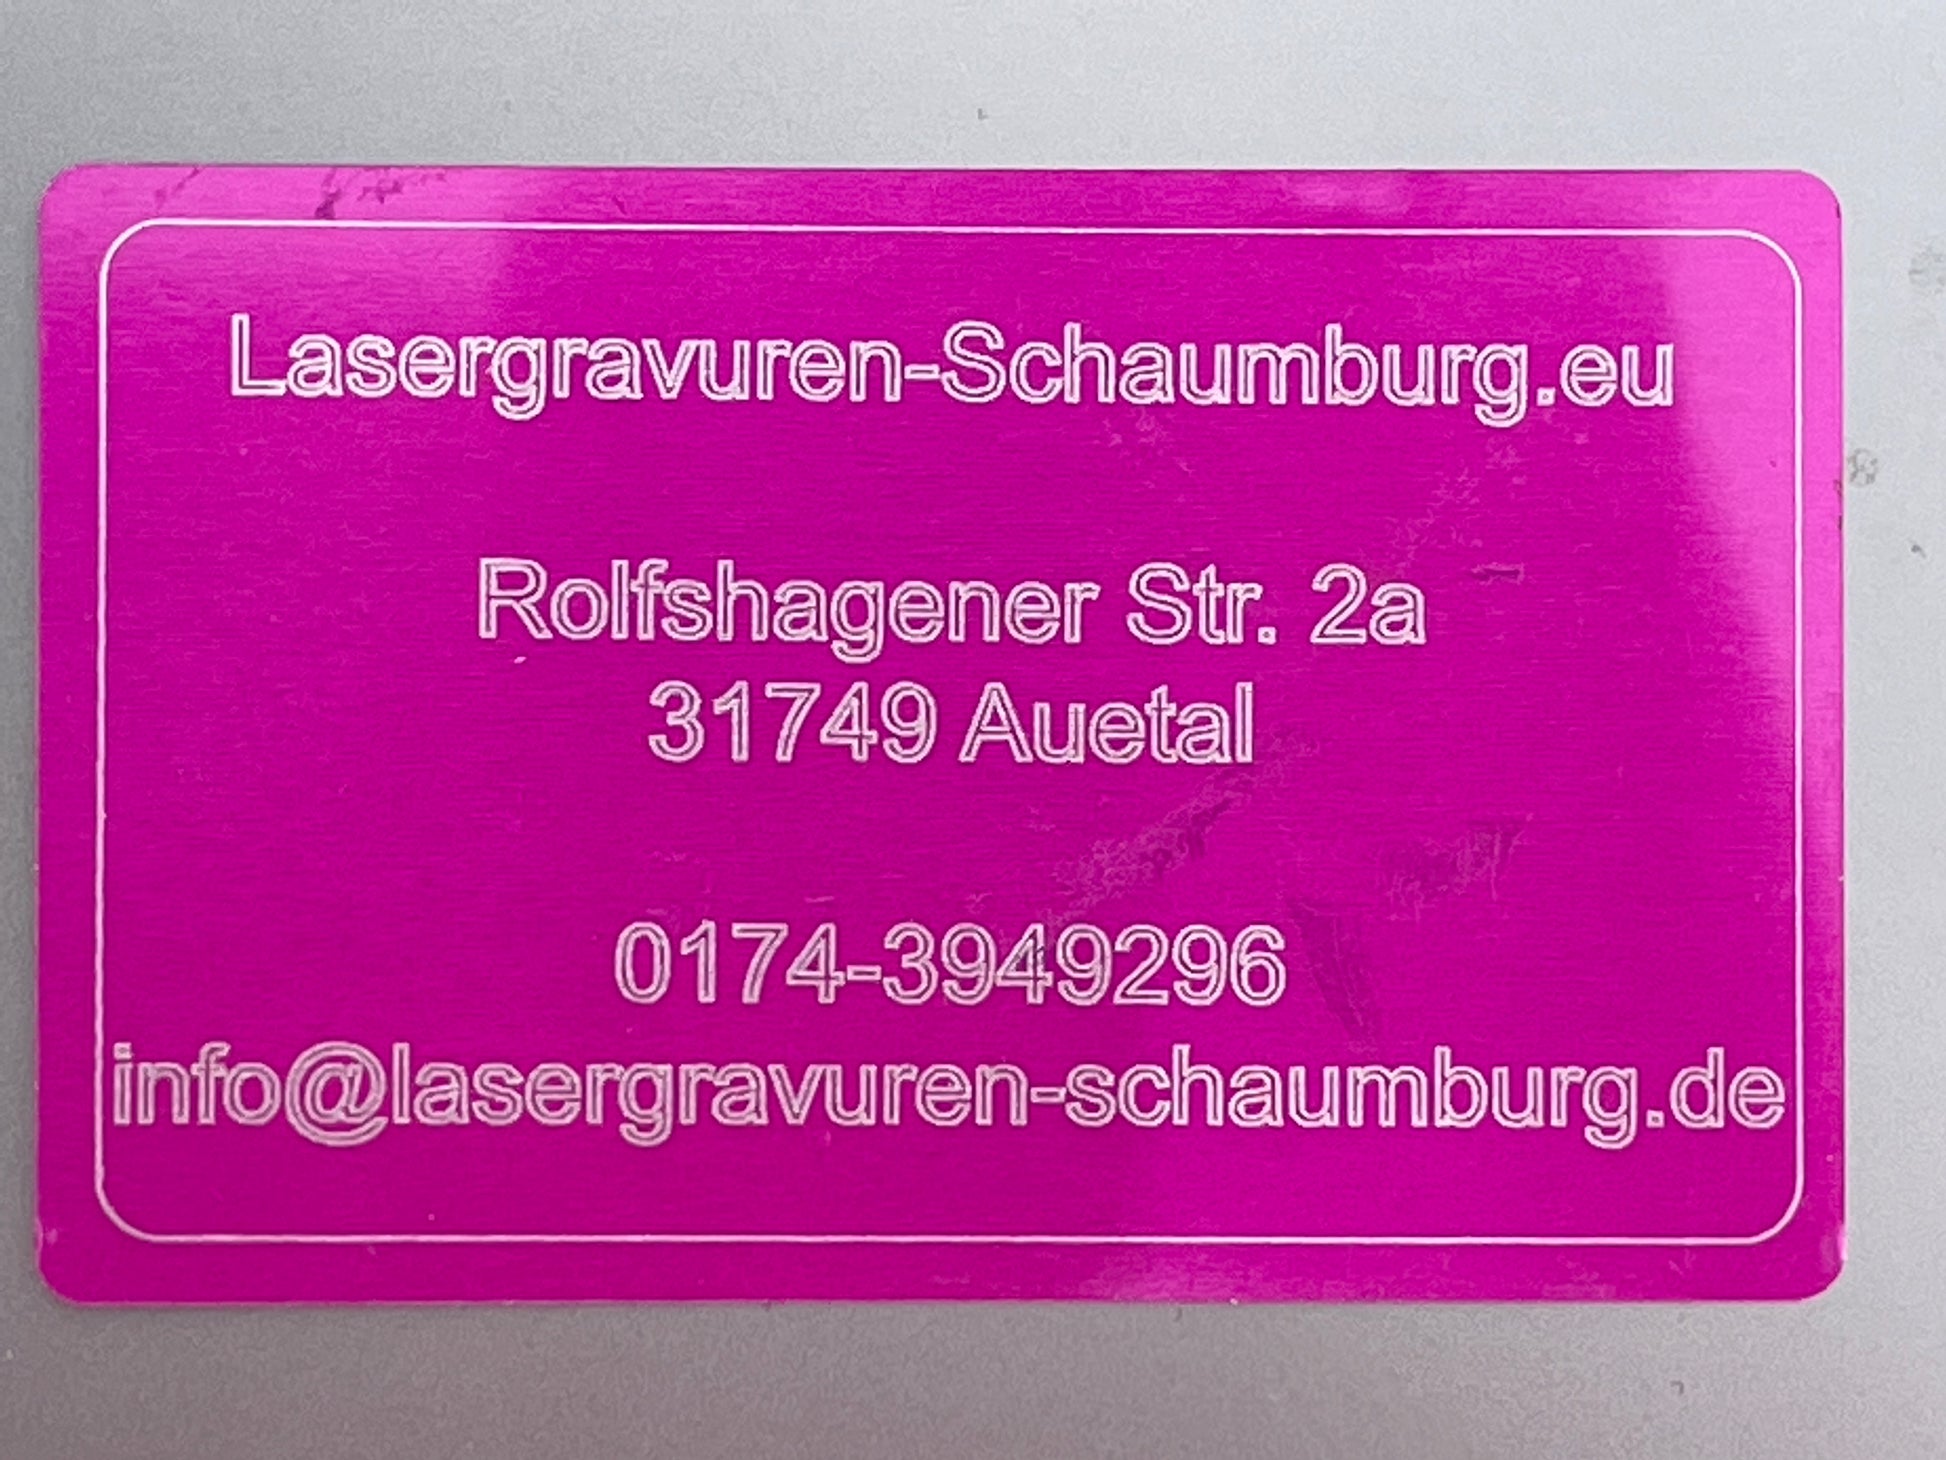 Lasergravuren-Schaumburg.eu
Rolfshagener Str. 2a
31749 Auetal
0174-3949296
info@lasergravuren-schaumburg.de